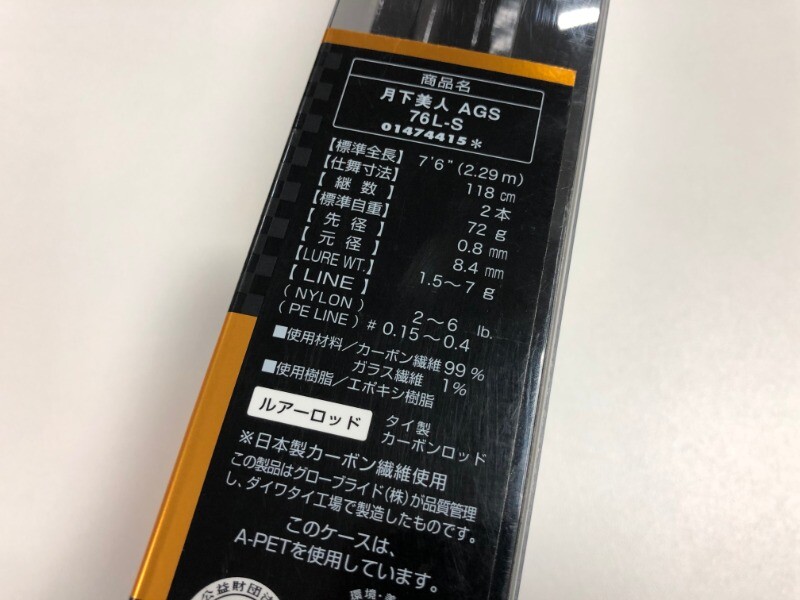 商品名
月下美人 AGS
76L-S
01474415*
【標準全長】 7'6"(2.29m)
【仕舞寸法】 118 cm
【継数】 2 本
【標準自重】 72 g
【先径】 0.8 mm
【元径】 8.4 mm
【LURE WT.】 1.5～7 g
【LINE】
(NYLON) 2～6 lb.
(PE LINE) # 0.15～0.4
■使用材料/カーボン繊維 99 %
ガラス繊維 1%
■使用樹脂/エポキシ樹脂
ルアーロッド タイ製
カーボンロッド
※日本製カーボン繊維使用
この製品はグローブライド(株)が品質管理
し、ダイワタイ工場で製造したものです。
このケースは、
A-PETを使用しています。
公益財団法
環境・美